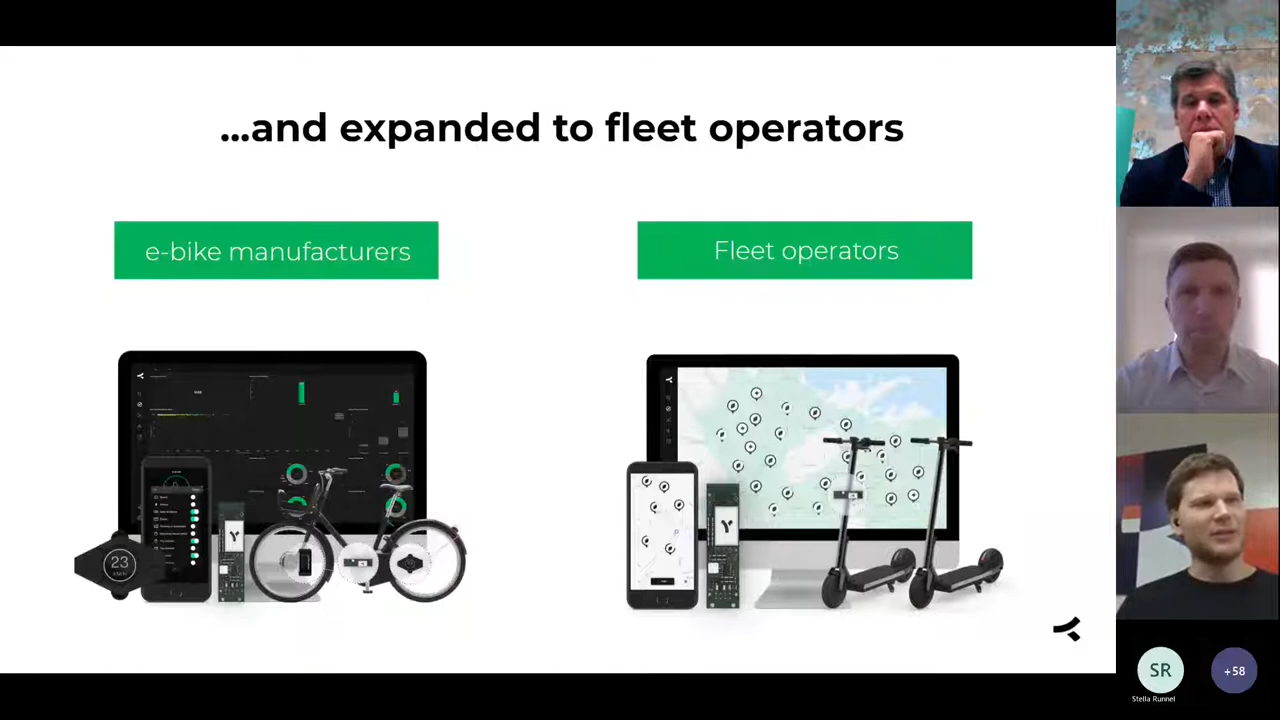 ...and expanded to fleet operators
e-bike manufacturers
Fleet operators
23
SR
+58
Stella Runnel